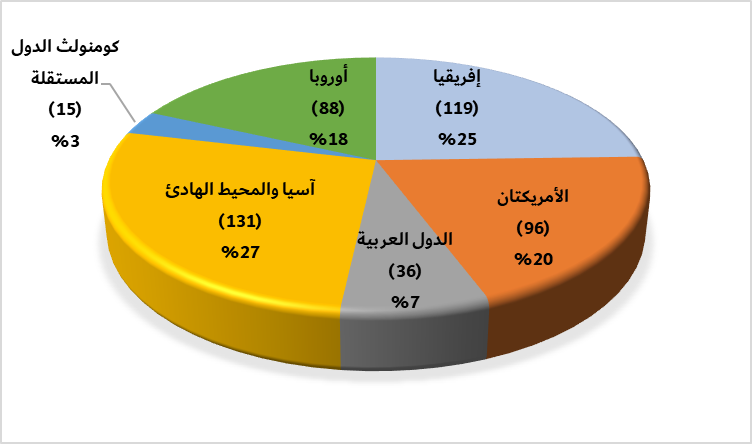 كومنولث الدول
المستقلة
(15)
%3
أوروبا
(88)
%18
إفريقيا
(119)
%25
آسيا والمحيط الهادئ
(131)
%27
الدول العربية
(36)
%7
الأمريكتان
(96)
%20